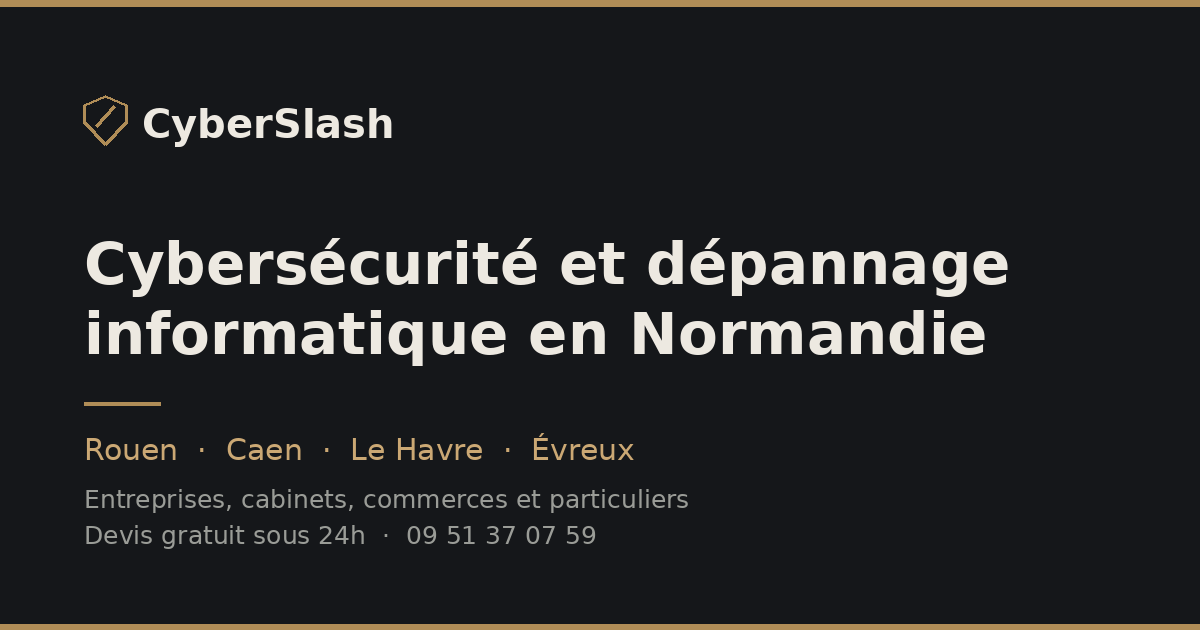 CyberSlash
Cybersécurité et dépannage
informatique en Normandie
Rouen · Caen · Le Havre · Évreux
Entreprises, cabinets, commerces et particuliers
Devis gratuit sous 24h · 09 51 37 07 59